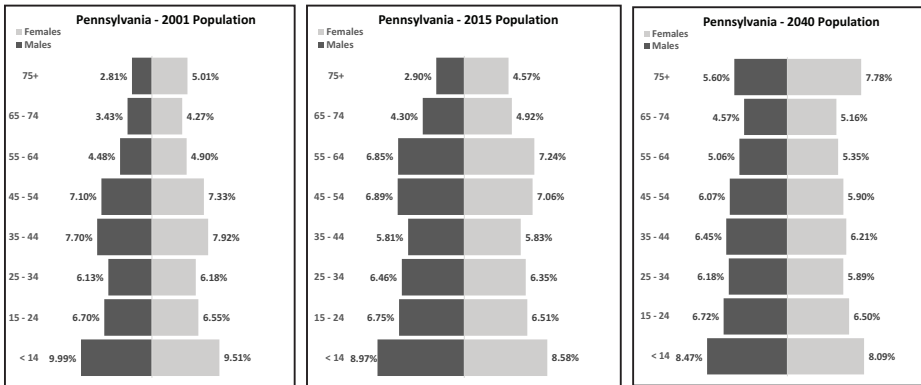 Pennsylvania - 2001 Population
Females
Males
75+ 2.81% 5.01%
65 - 74 3.43% 4.27%
55 - 64 4.48% 4.90%
45 - 54 7.10% 7.33%
35 - 44 7.70% 7.92%
25 - 34 6.13% 6.18%
15 - 24 6.70% 6.55%
< 14 9.99% 9.51%
Pennsylvania - 2015 Population
Females
Males
75+ 2.90% 4.57%
65 - 74 4.30% 4.92%
55 - 64 6.85% 7.24%
45 - 54 6.89% 7.06%
35 - 44 5.81% 5.83%
25 - 34 6.46% 6.35%
15 - 24 6.75% 6.51%
< 14 8.97% 8.58%
Pennsylvania - 2040 Population
Females
Males
75+ 5.60% 7.78%
65 - 74 4.57% 5.16%
55 - 64 5.06% 5.35%
45 - 54 6.07% 5.90%
35 - 44 6.45% 6.21%
25 - 34 6.18% 5.89%
15 - 24 6.72% 6.50%
< 14 8.47% 8.09%